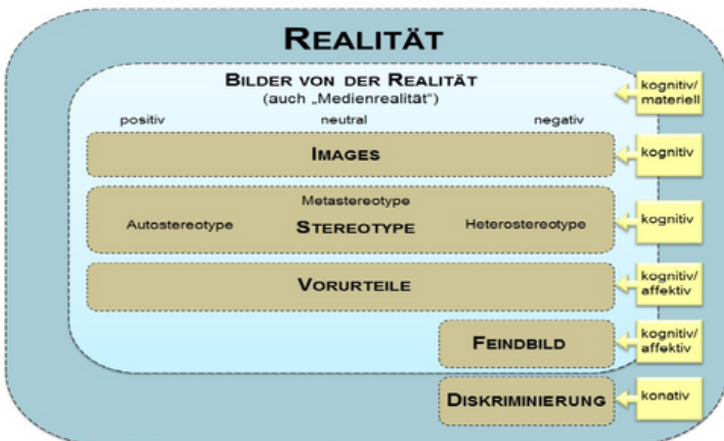 REALITÄT
BILDER VON DER REALITÄT
(auch „Medienrealität“)
kognitiv/
materiell
positiv neutral negativ
IMAGES
kognitiv
Metastereotype
Autostereotype STEREOTYPE Heterostereotype
kognitiv
VORURTEILE
kognitiv/
affektiv
FEINDBILD
kognitiv/
affektiv
DISKRIMINIERUNG
konativ